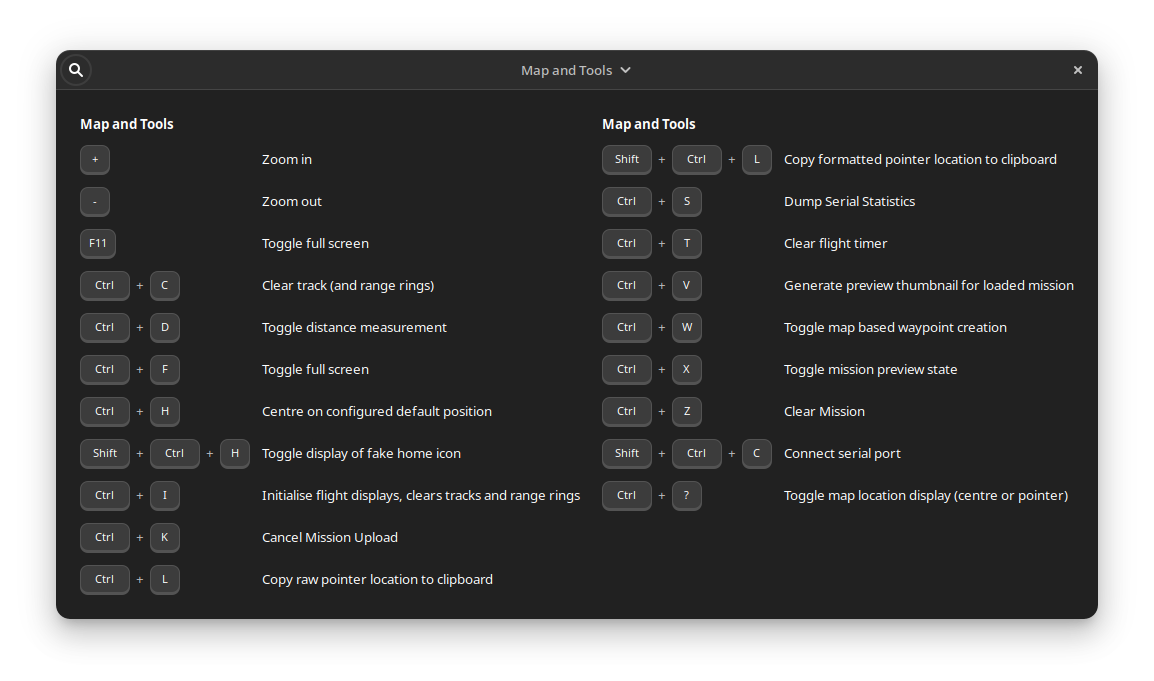 Map and Tools
Map and Tools
+ Zoom in
- Zoom out
F11 Toggle full screen
Ctrl + C Clear track (and range rings)
Ctrl + D Toggle distance measurement
Ctrl + F Toggle full screen
Ctrl + H Centre on configured default position
Shift + Ctrl + H Toggle display of fake home icon
Ctrl + I Initialise flight displays, clears tracks and range rings
Ctrl + K Cancel Mission Upload
Ctrl + L Copy raw pointer location to clipboard
Map and Tools
Shift + Ctrl + L Copy formatted pointer location to clipboard
Ctrl + S Dump Serial Statistics
Ctrl + T Clear flight timer
Ctrl + V Generate preview thumbnail for loaded mission
Ctrl + W Toggle map based waypoint creation
Ctrl + X Toggle mission preview state
Ctrl + Z Clear Mission
Shift + Ctrl + C Connect serial port
Ctrl + ? Toggle map location display (centre or pointer)